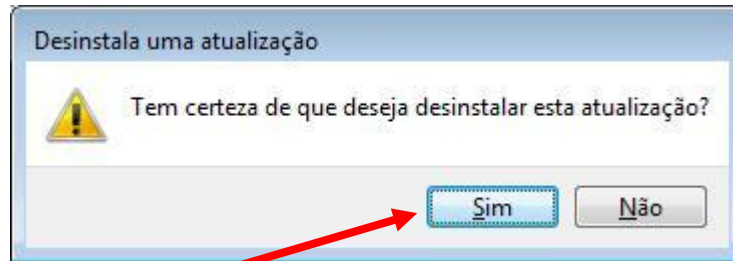 Desinstala uma atualização
Tem certeza de que deseja desinstalar esta atualização?
Sim
Não